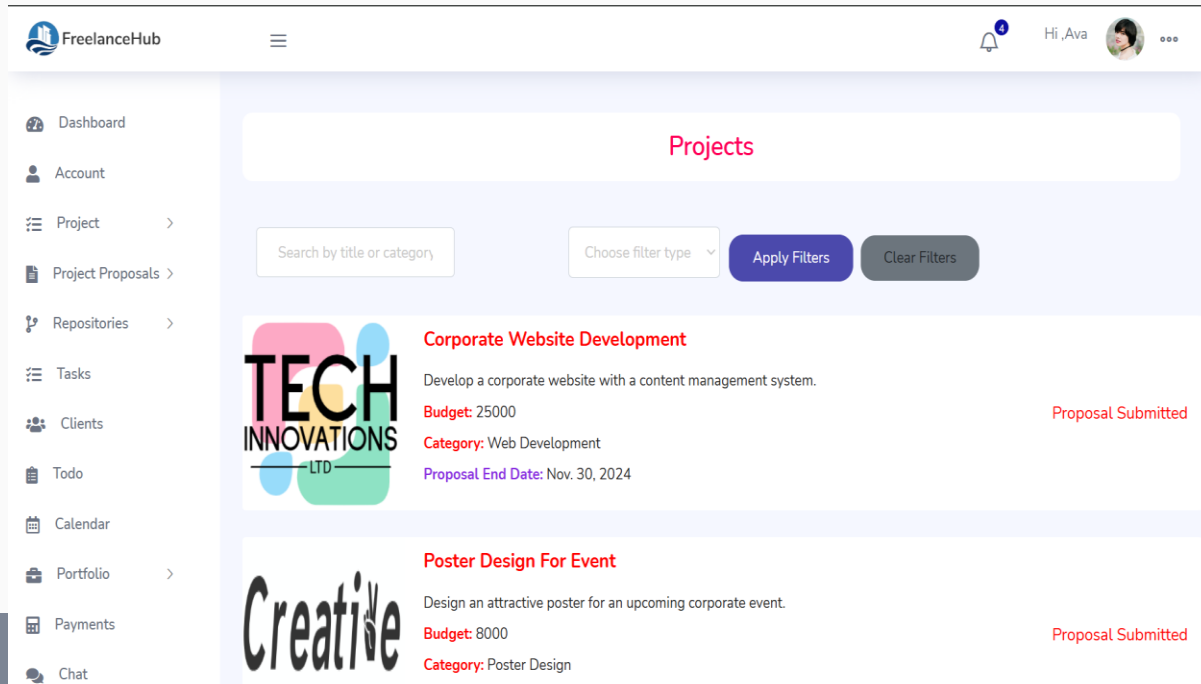 FreelanceHub
4
Hi ,Ava
Dashboard
Account
Project
Project Proposals
Repositories
Tasks
Clients
Todo
Calendar
Portfolio
Payments
Chat
Projects
Search by title or category
Choose filter type
Apply Filters
Clear Filters
TECH
INNOVATIONS
LTD
Corporate Website Development
Develop a corporate website with a content management system.
Budget: 25000
Category: Web Development
Proposal End Date: Nov. 30, 2024
Proposal Submitted
Creative
Poster Design For Event
Design an attractive poster for an upcoming corporate event.
Budget: 8000
Category: Poster Design
Proposal Submitted